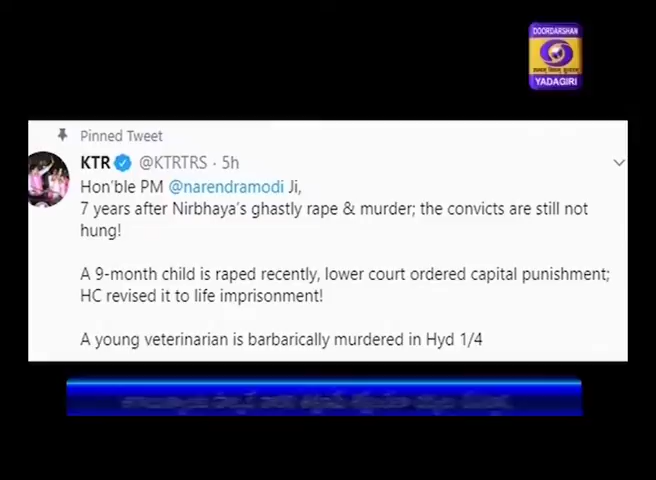 DOORDARSHAN
YADAGIRI
Pinned Tweet
KTR @KTRTRS · 5h
Hon'ble PM @narendramodi Ji,
7 years after Nirbhaya's ghastly rape & murder; the convicts are still not
hung!
A 9-month child is raped recently, lower court ordered capital punishment;
HC revised it to life imprisonment!
A young veterinarian is barbarically murdered in Hyd 1/4